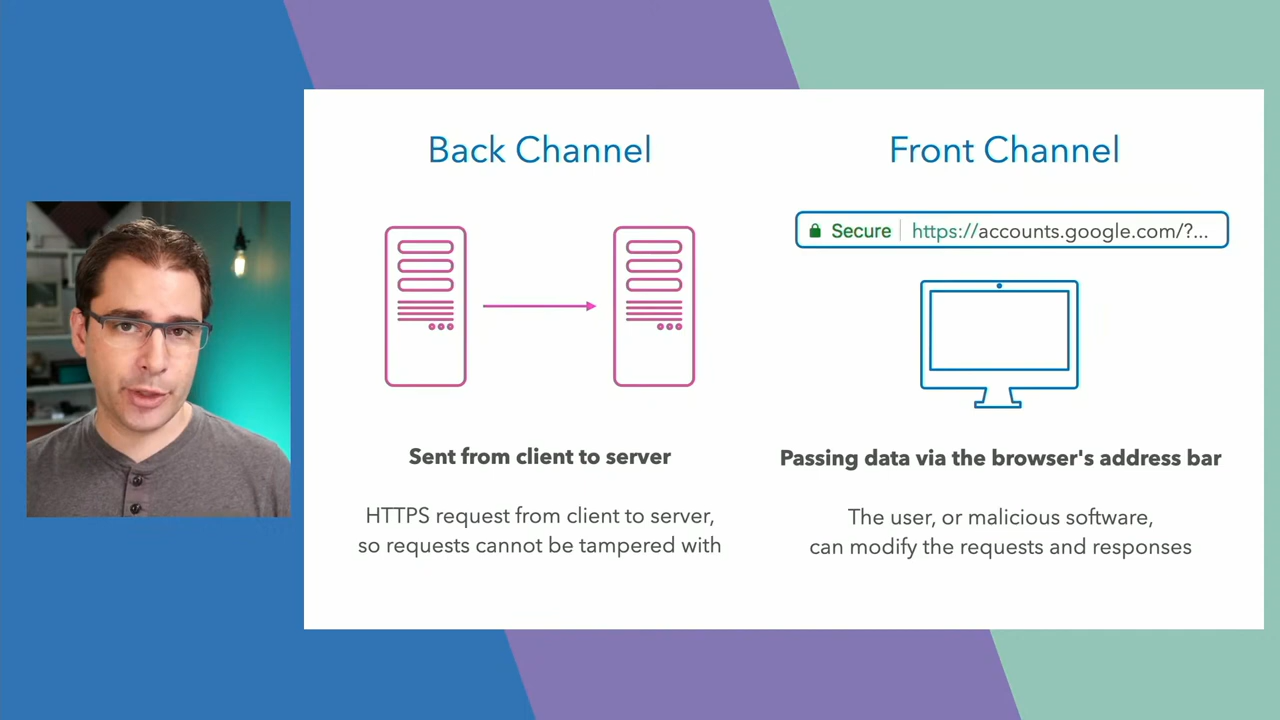 Back Channel
Sent from client to server
HTTPS request from client to server,
so requests cannot be tampered with
Front Channel
Secure https://accounts.google.com/?...
Passing data via the browser's address bar
The user, or malicious software,
can modify the requests and responses